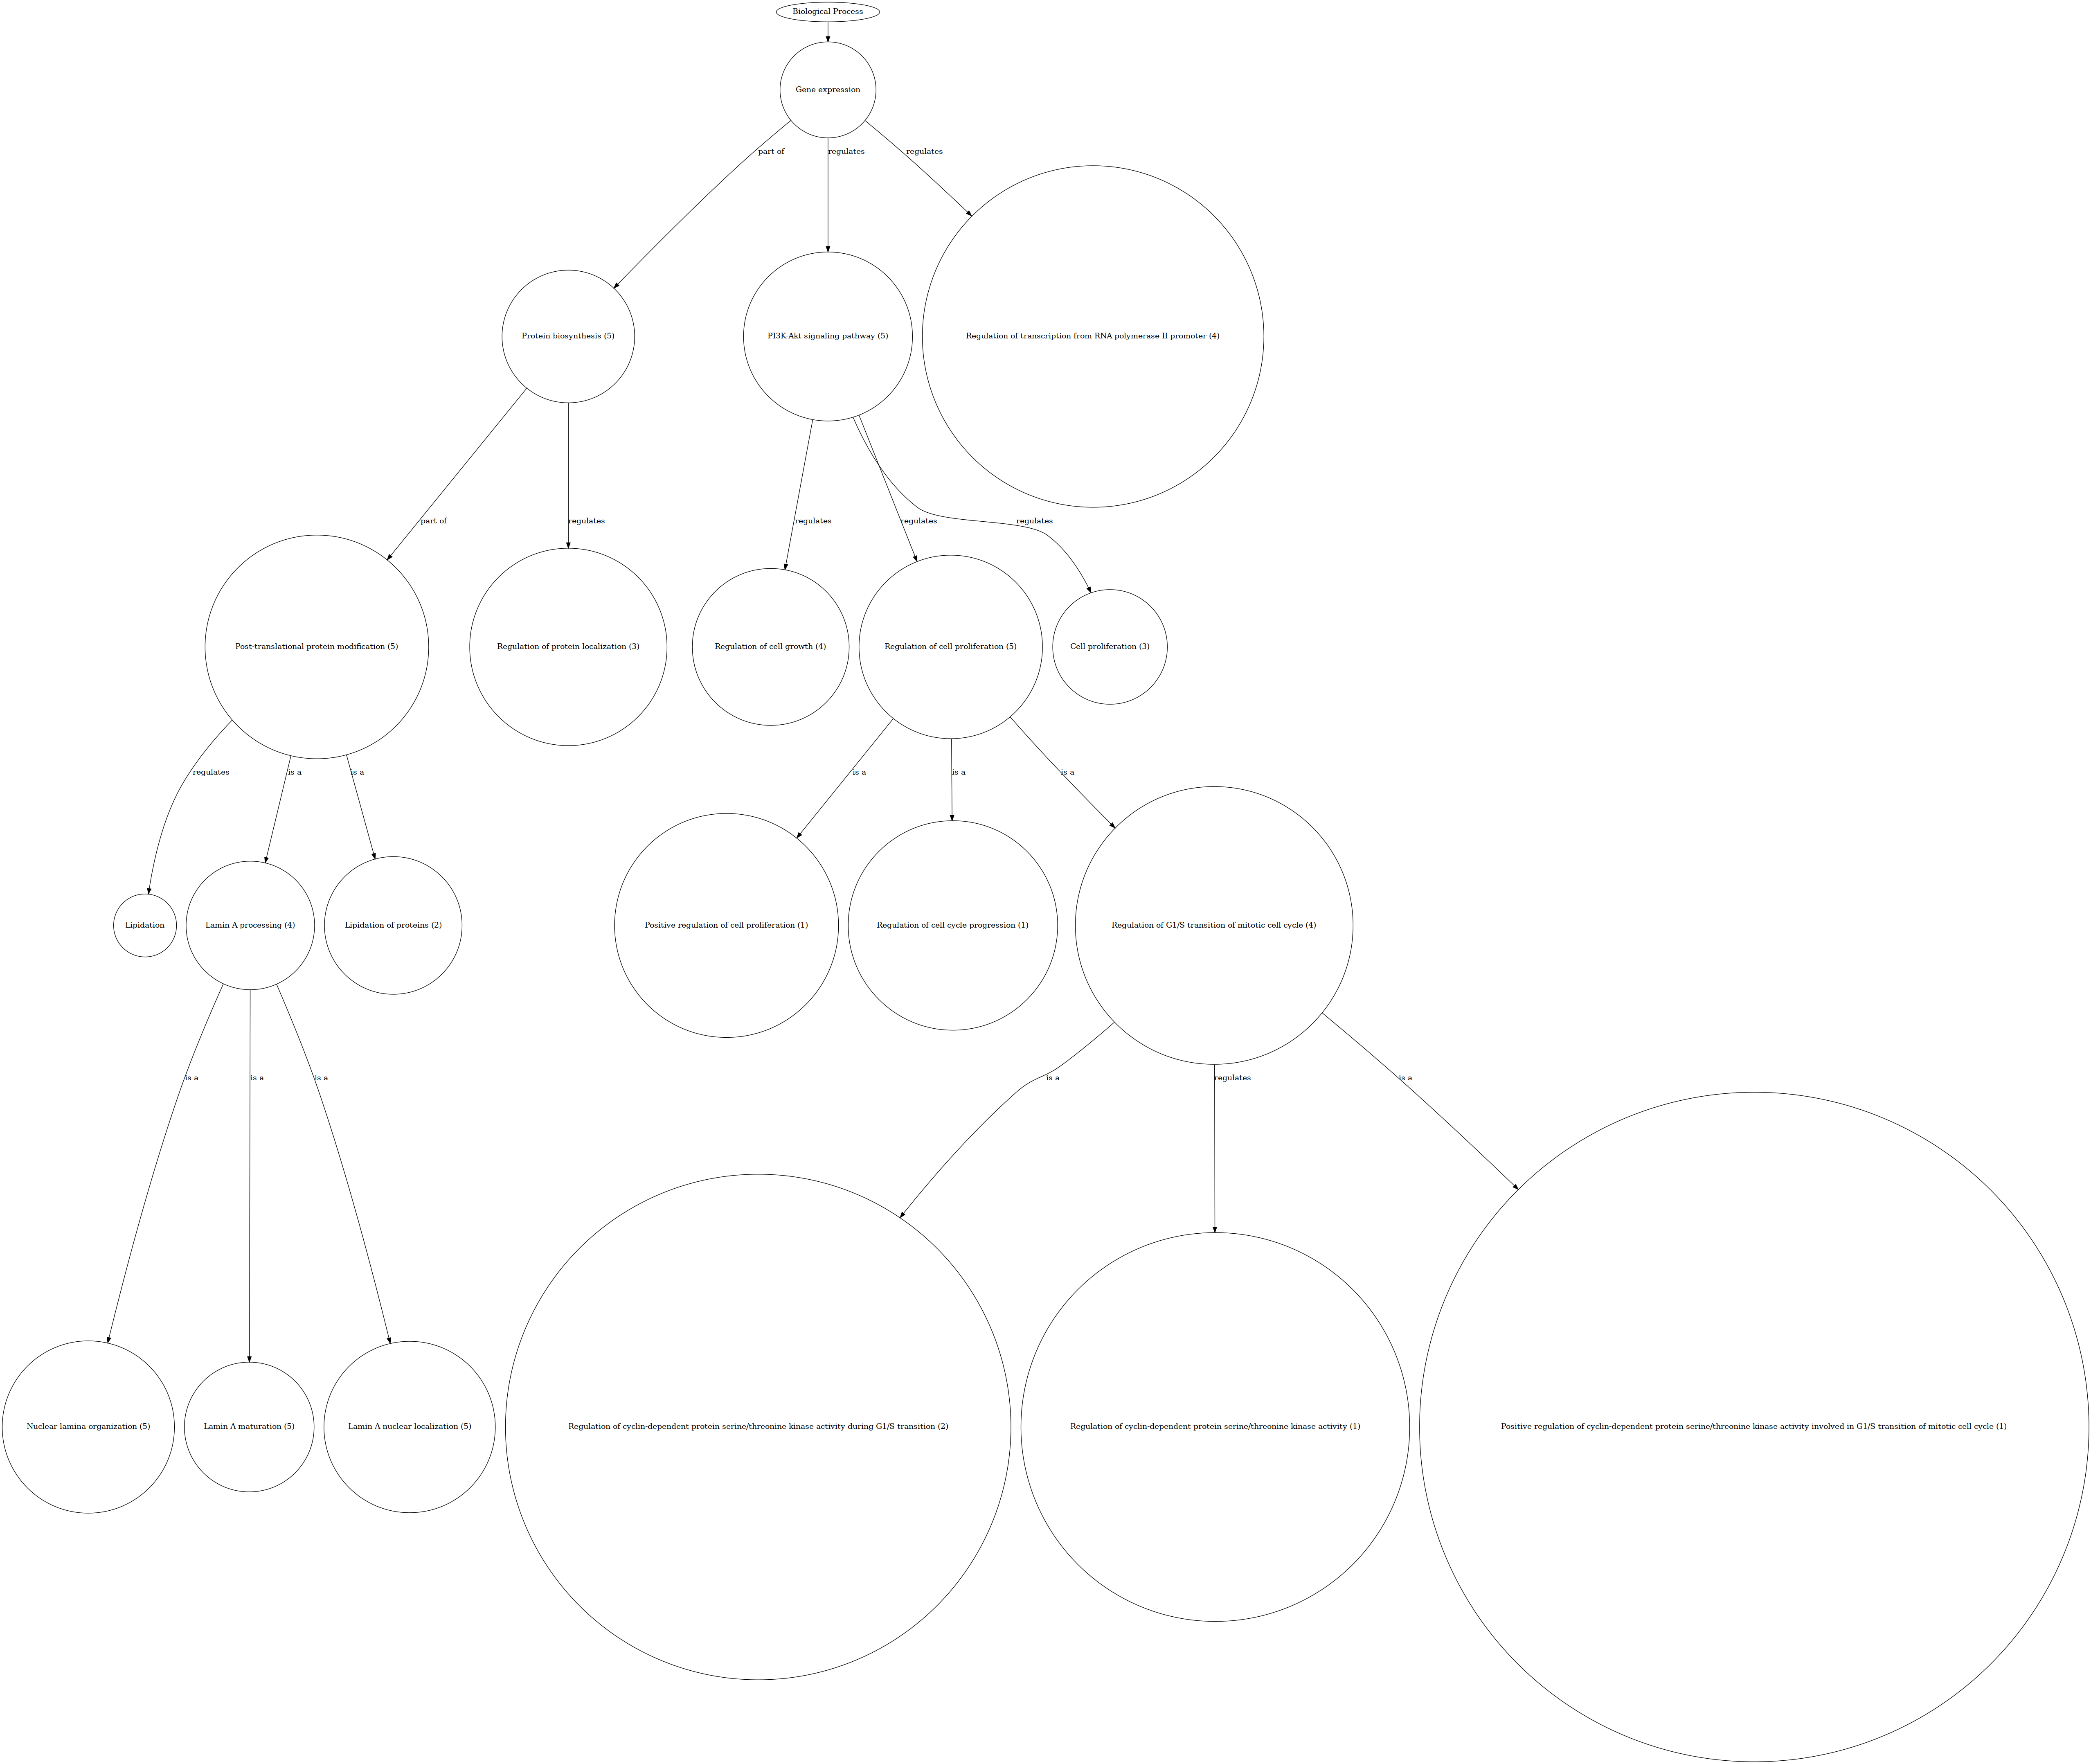 Biological Process
Gene expression
part of
regulates
regulates
Protein biosynthesis (5)
PI3K-Akt signaling pathway (5)
Regulation of transcription from RNA polymerase II promoter (4)
part of
regulates
regulates
regulates
regulates
Post-translational protein modification (5)
Regulation of protein localization (3)
Regulation of cell growth (4)
Regulation of cell proliferation (5)
Cell proliferation (3)
regulates
is a
is a
is a
is a
is a
Lipidation
Lamin A processing (4)
Lipidation of proteins (2)
Positive regulation of cell proliferation (1)
Regulation of cell cycle progression (1)
Regulation of G1/S transition of mitotic cell cycle (4)
is a
is a
is a
is a
regulates
is a
Nuclear lamina organization (5)
Lamin A maturation (5)
Lamin A nuclear localization (5)
Regulation of cyclin-dependent protein serine/threonine kinase activity during G1/S transition (2)
Regulation of cyclin-dependent protein serine/threonine kinase activity (1)
Positive regulation of cyclin-dependent protein serine/threonine kinase activity involved in G1/S transition of mitotic cell cycle (1)